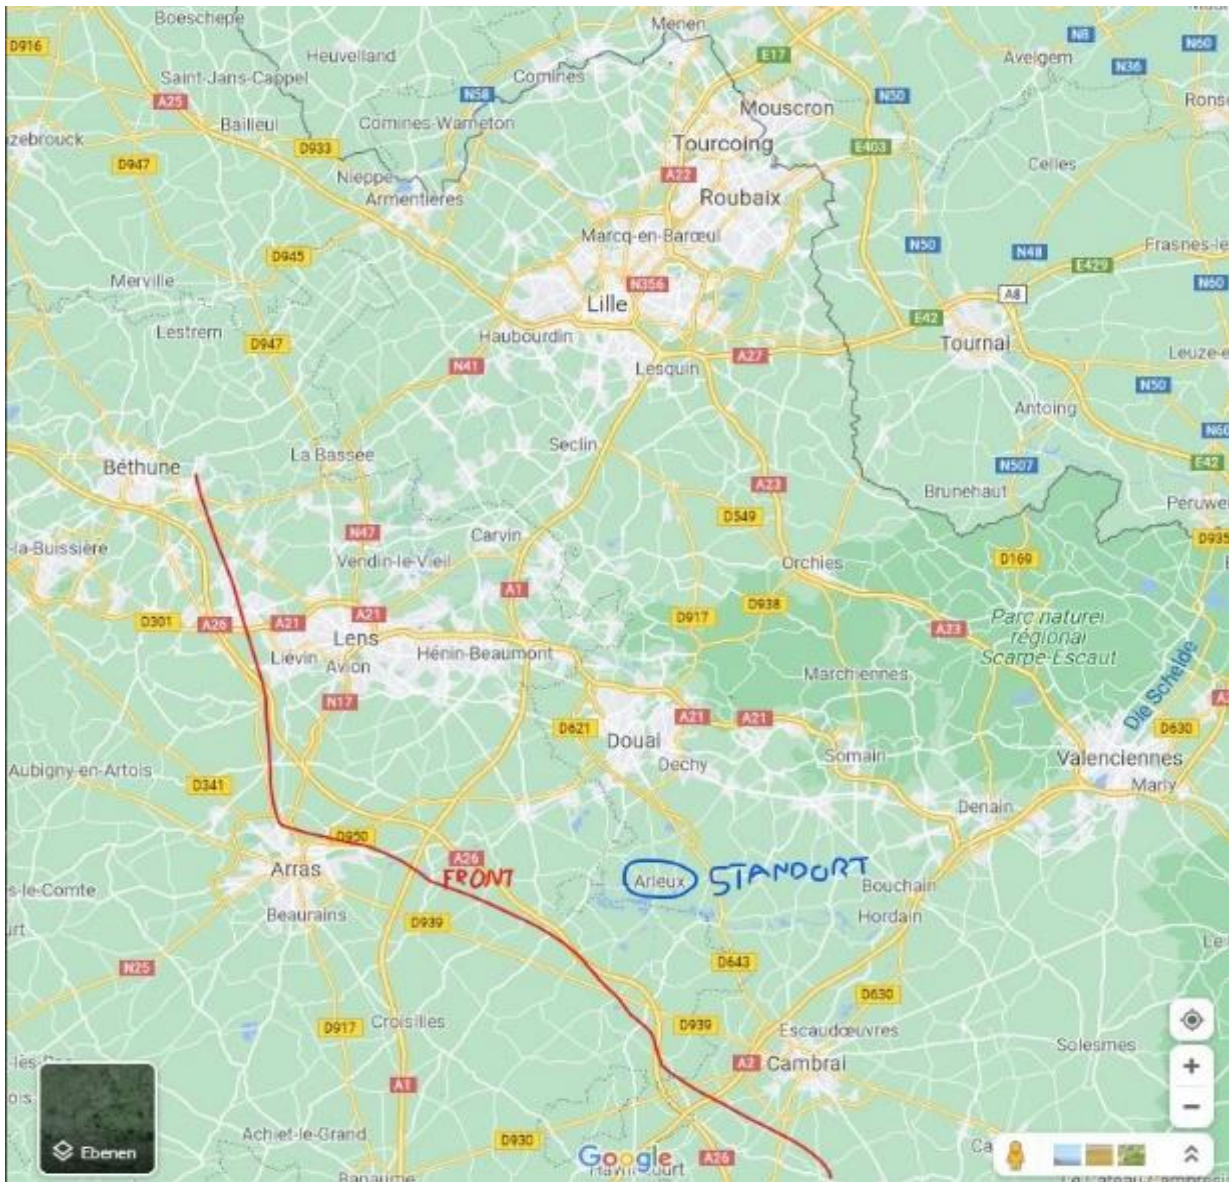 Boeschepe
Menen
D916
Heuvelland
E17
N8
N60
Avelgem
N36
Saint-Jans-Cappel
Comines
N58
N50
Mouscron
A25
Bailleul
Comines-Warneton
zebrouck
D933
Tourcoing
E403
D947
Celles
Nieppe
A22
Roubaix
Armentières
Marcq-en-Barœul
N50
N48
Frasnes-le
D945
E429
Merville
N356
A8
N60
Lille
E42
Lestrem
Haubourdin
D947
Tournai
A27
Leuze-e
N41
Lesquin
N50
Antoing
Seclin
La Bassée
Béthune
E42
N507
A23
Brunehaut
D549
Peruwe
N47
Carvin
D935
la-Buissière
Vendin-le-Vieil
Orchies
D169
A1
D938
D917
D301
A26
A21
A21
Parc naturel
régional
Scarpe-Escaut
A23
Lens
Hénin-Beaumont
Liévin
Avion
Marchiennes
Die Schelde
N17
A21
A21
D621
D630
Douai
Somain
Valenciennes
Dechy
Aubigny-en-Artois
D341
Marly
Denain
D950
A26
Arras
FRONT
Arleux
STANDORT
s-le-Comte
Bouchain
Beaurains
D939
Hordain
N25
D643
D630
Croisilles
D917
D939
Escaudœuvres
Solesmes
A2
Cambrai
A1
Ebenen
Achiet-le-Grand
D930
Google
A26